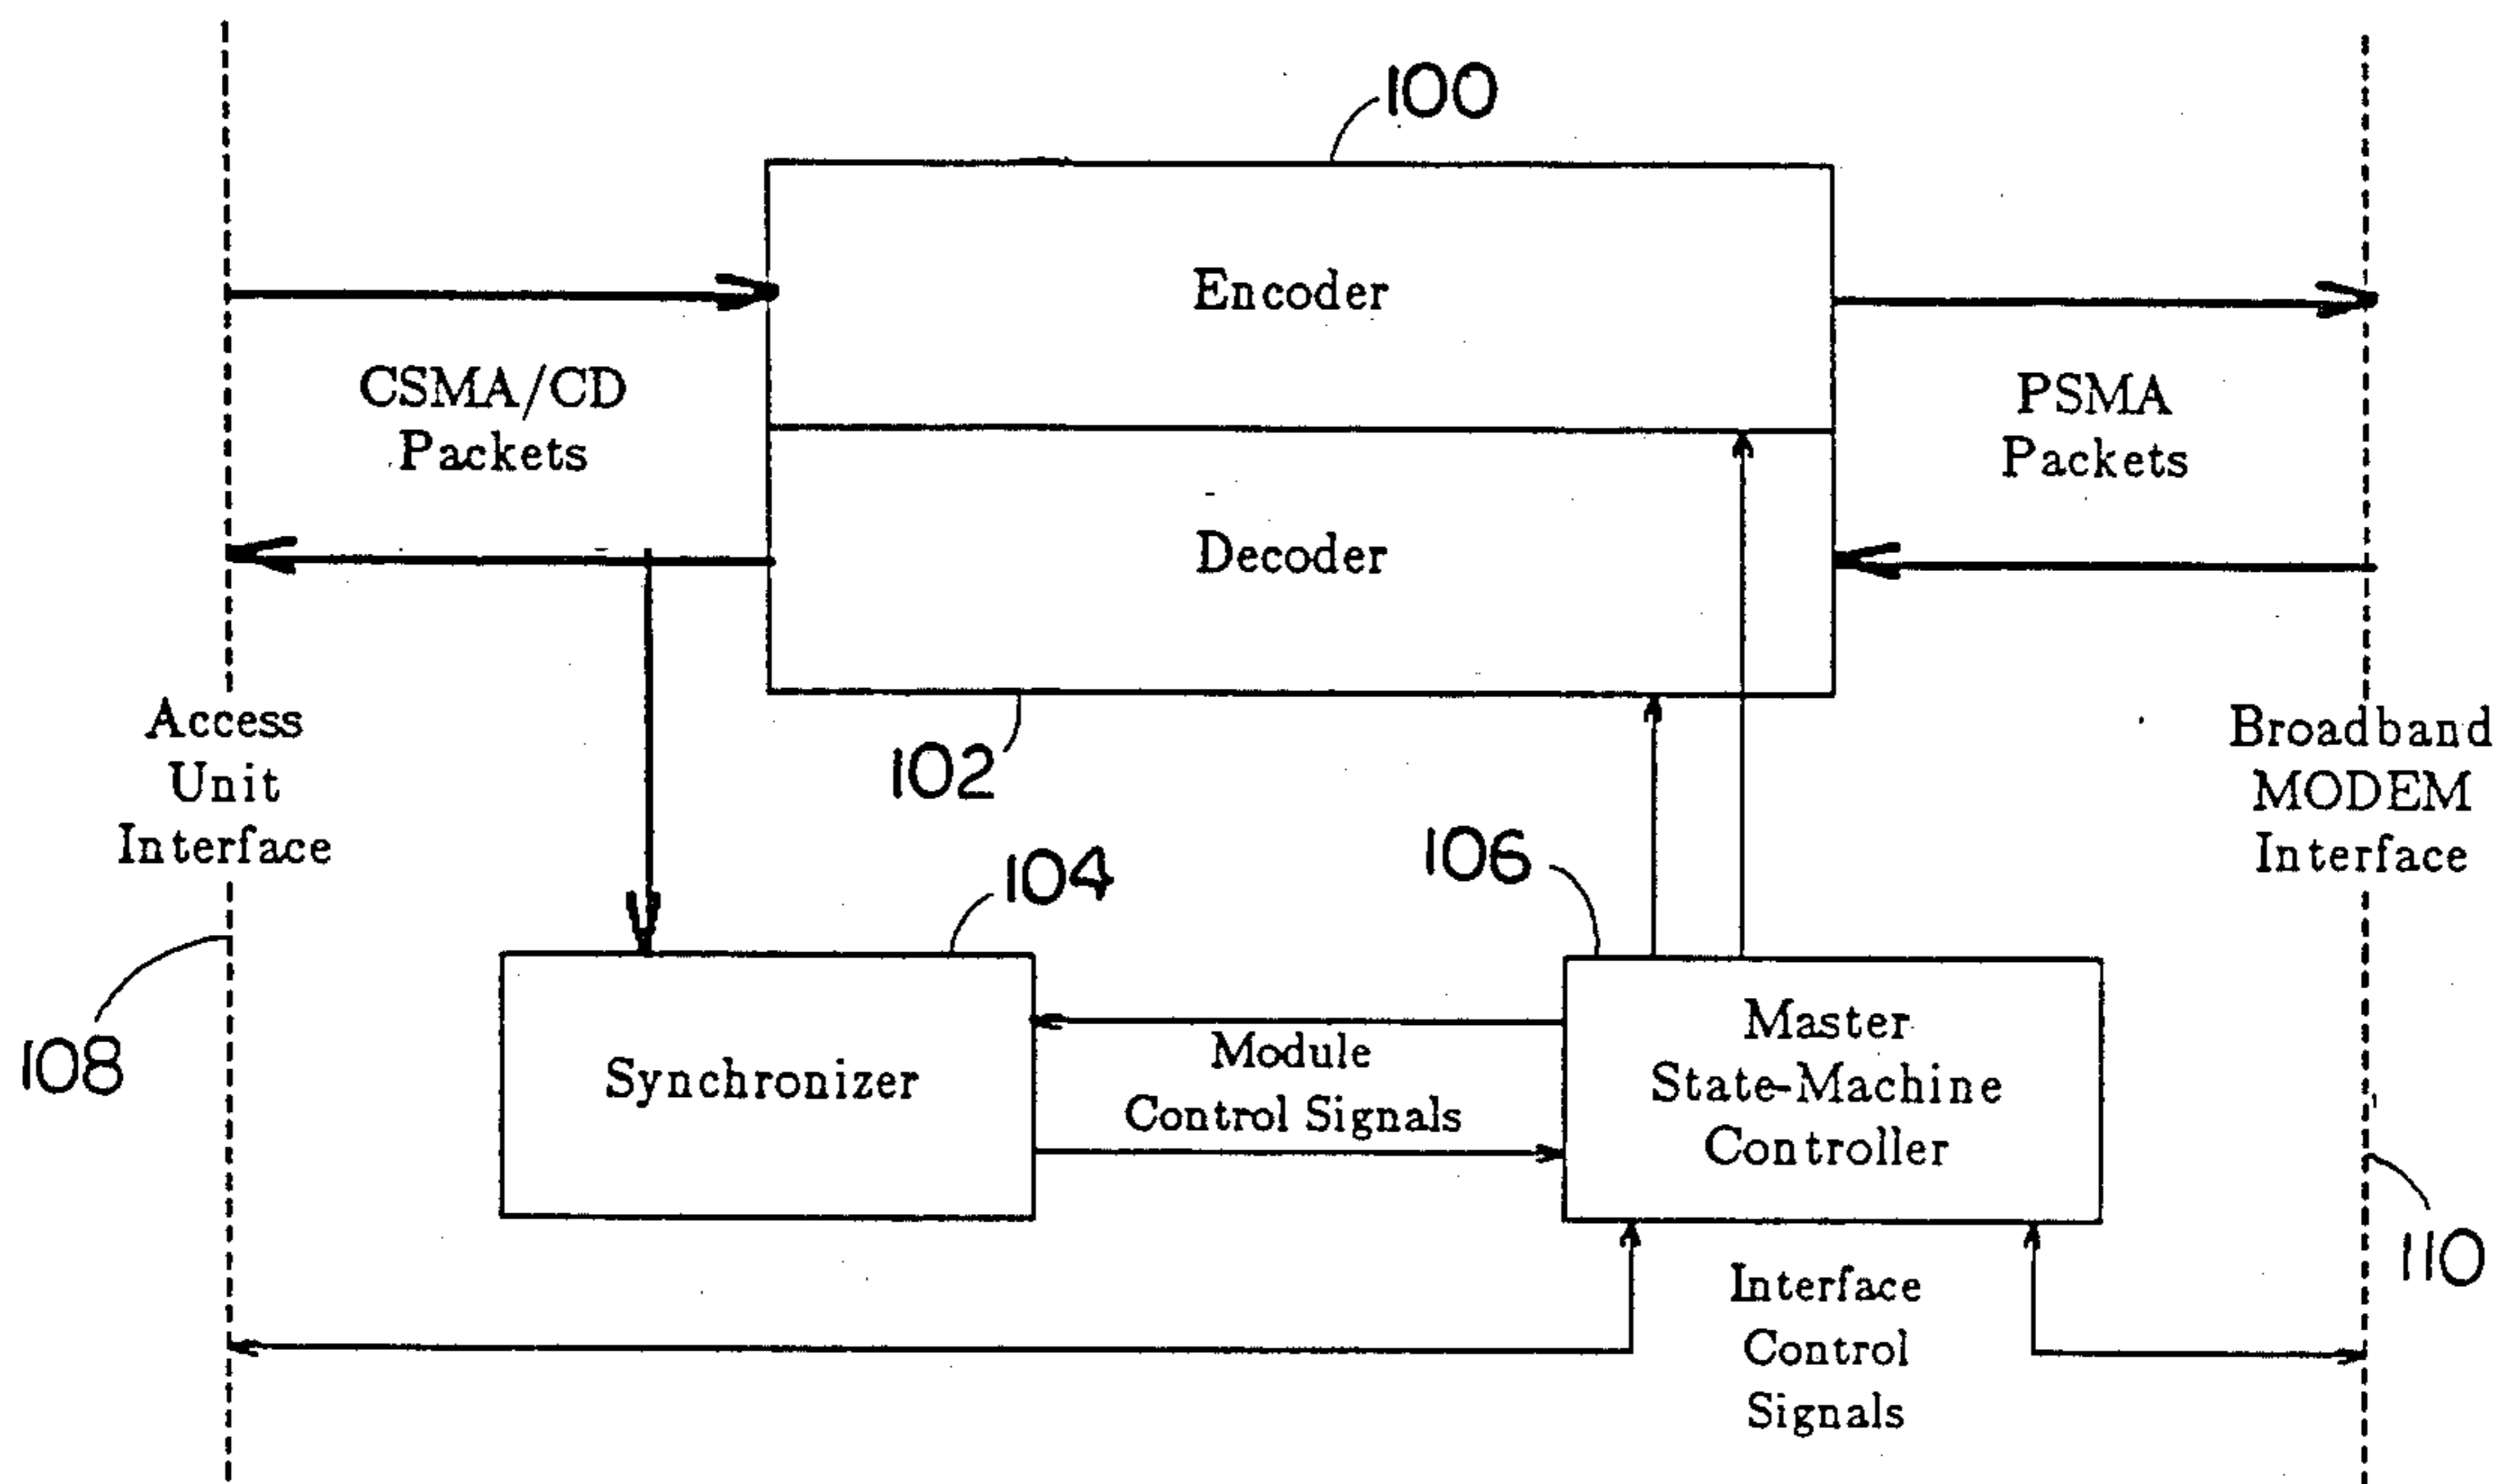 100
Encoder
CSMA/CD
Packets
PSMA
Packets
Decoder
102
Access
Unit
Interface
Broadband
MODEM
Interface
104
106
108
Synchronizer
Module
Control Signals
Master
State-Machine
Controller
110
Interface
Control
Signals